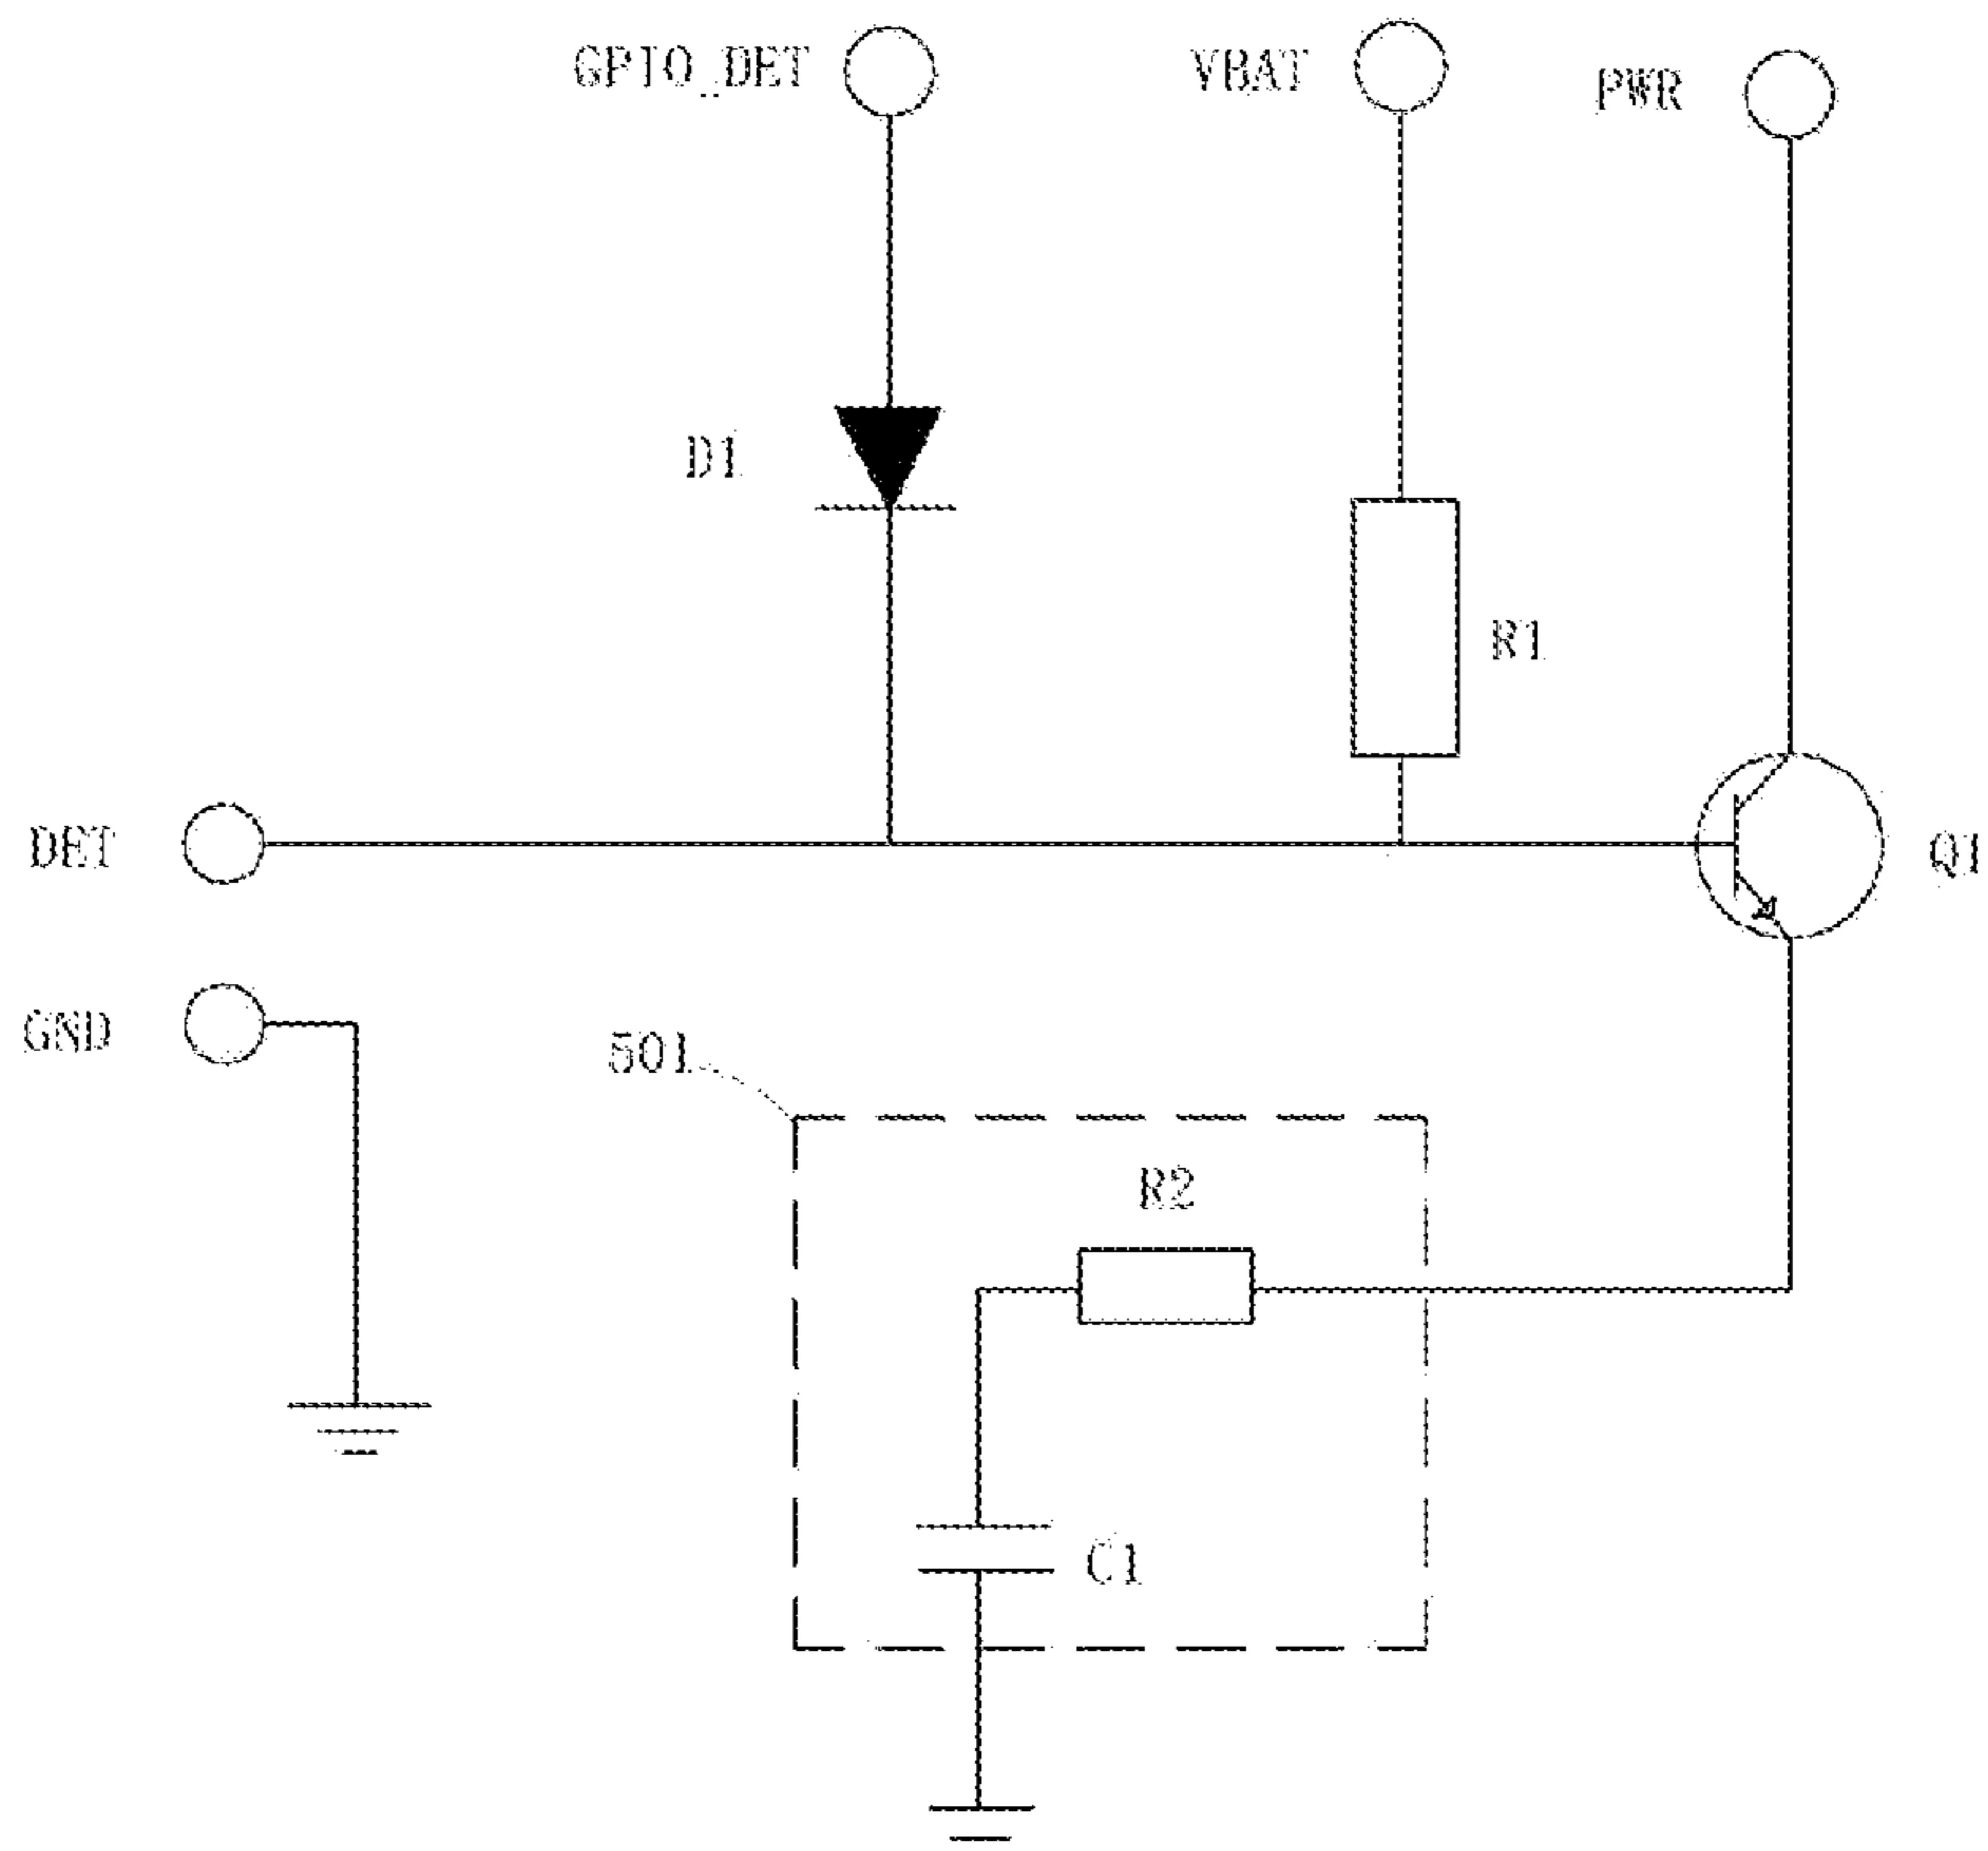 GPIO_DET
VBAT
PWR
D1
R1
DET
Q1
GND
501
R2
C1